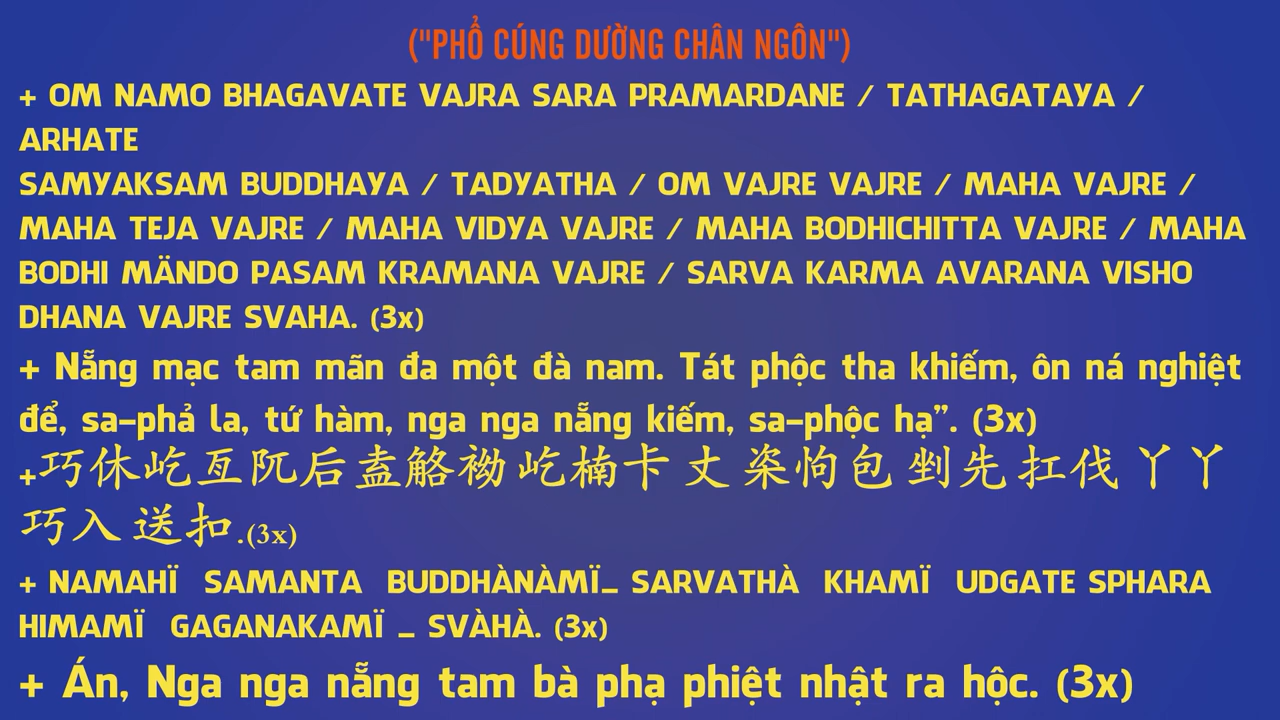 ("PHỔ CÚNG DƯỜNG CHÂN NGÔN")
+ OM NAMO BHAGAVATE VAJRA SARA PRAMARDANE / TATHAGATAYA /
ARHATE
SAMYAKSAM BUDDHAYA / TADYATHA / OM VAJRE VAJRE / MAHA VAJRE /
MAHA TEJA VAJRE / MAHA VIDYA VAJRE / MAHA BODHICHITTA VAJRE / MAHA
BODHI MÄNDO PASAM KRAMANA VAJRE / SARVA KARMA AVARANA VISHO
DHANA VAJRE SVAHA. (3x)
+ Nẵng mạc tam mãn đa một đà nam. Tát phộc tha khiếm, ôn ná nghiệt
để, sa-phả la, tứ hàm, nga nga nẵng kiếm, sa-phộc hạ”. (3x)
+巧休屹亙阢后盍觡袎屹楠卡丈楶怐包剉先扛伐丫丫
巧入送扣.(3x)
+ NAMAHÏ SAMANTA BUDDHÀNÀMÏ_ SARVATHÀ KHAMÏ UDGATE SPHARA
HIMAMÏ GAGANAKAMÏ _ SVÀHÀ. (3x)
+ Án, Nga nga nẵng tam bà phạ phiệt nhật ra hộc. (3x)